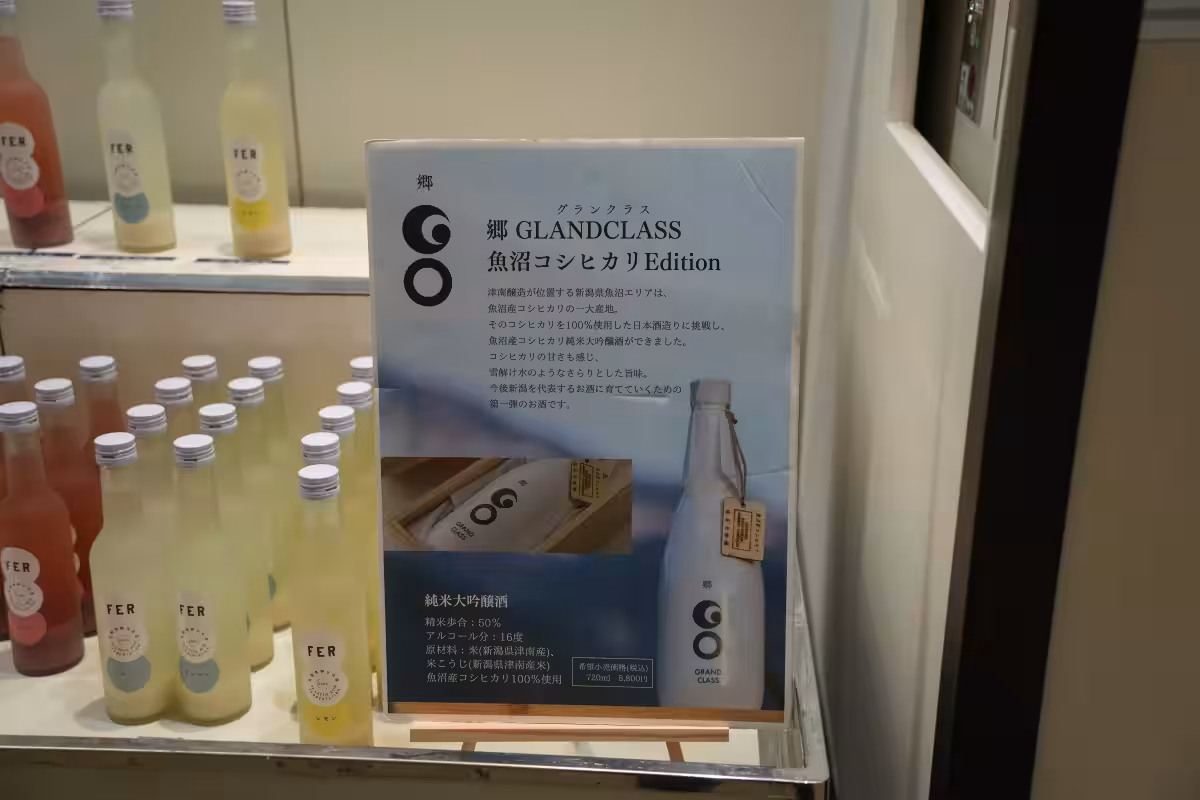 郷
グランクラス
郷 GLANDCLASS
魚沼コシヒカリEdition
津南醸造が位置する新潟県魚沼エリアは、
魚沼産コシヒカリの一大産地。
そのコシヒカリを100%使用した日本酒造りに挑戦し、
魚沼産コシヒカリ純米大吟醸酒ができました。
コシヒカリの甘さも感じ、
雪解け水のようなさらりとした旨味。
今後新潟を代表するお酒に育てていくための
第一弾のお酒です。
郷
GRAND
CLASS
純米大吟醸酒
精米歩合：50%
アルコール分：16度
原材料：米(新潟県津南産)、
米こうじ(新潟県津南産米)
魚沼産コシヒカリ100%使用
希望小売価格(税込)
720ml 8,800円
郷
GRAND
CLASS
FER
FER
FER
FER
FER
FER
FER
レモン